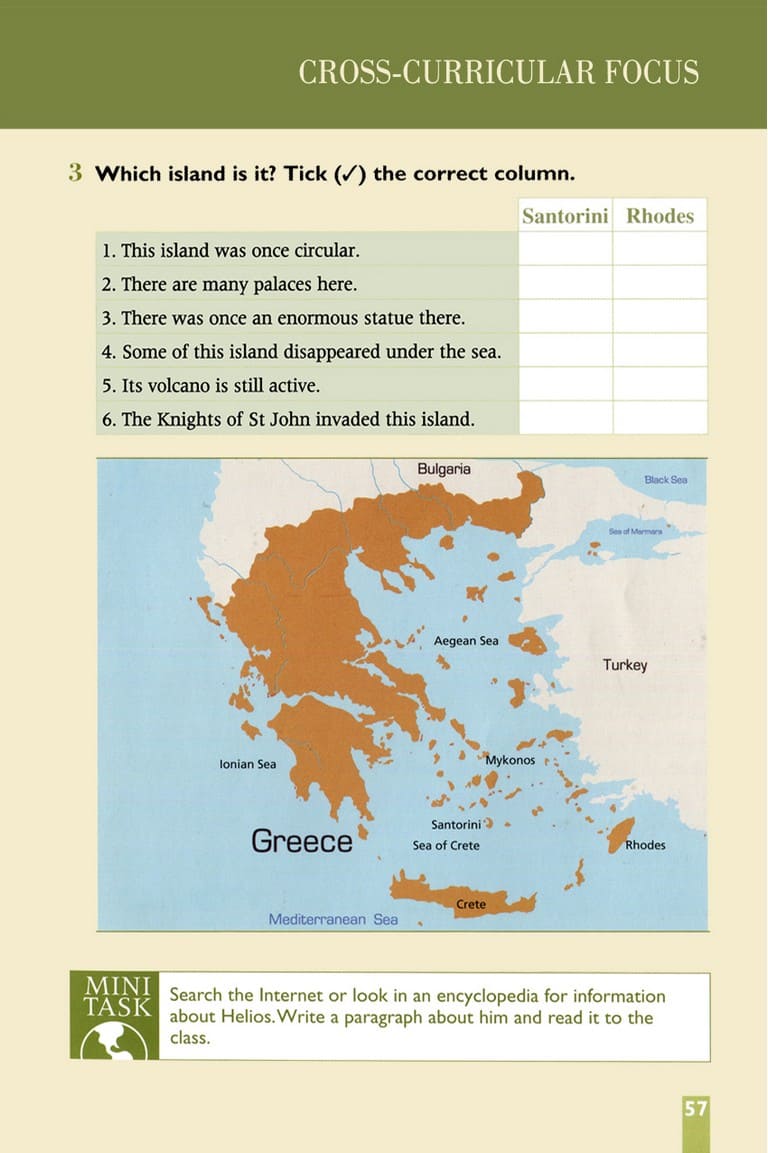 CROSS-CURRICULAR FOCUS
3 Which island is it? Tick (✓) the correct column.
Santorini Rhodes
1. This island was once circular.
2. There are many palaces here.
3. There was once an enormous statue there.
4. Some of this island disappeared under the sea.
5. Its volcano is still active.
6. The Knights of St John invaded this island.
Bulgaria
Black Sea
Sea of Marmara
Aegean Sea
Turkey
Ionian Sea
Mykonos
Santorini
Greece
Sea of Crete
Rhodes
Crete
Mediterranean Sea
MINI
TASK
Search the Internet or look in an encyclopedia for information
about Helios.Write a paragraph about him and read it to the
class.
57